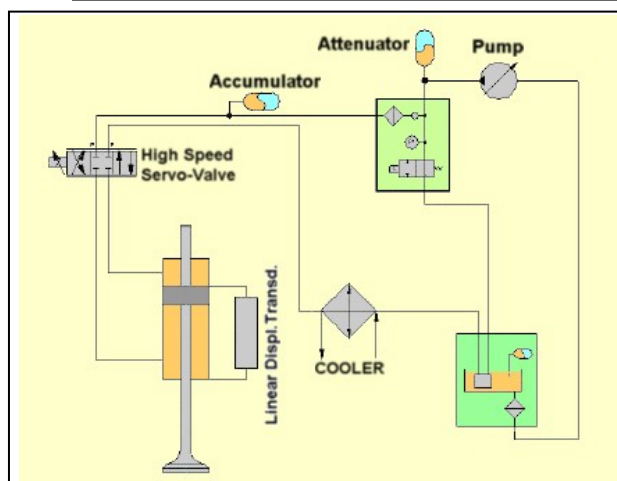 Attenuator
Pump
Accumulator
High Speed
Servo-Valve
Linear Displ.Transd.
COOLER